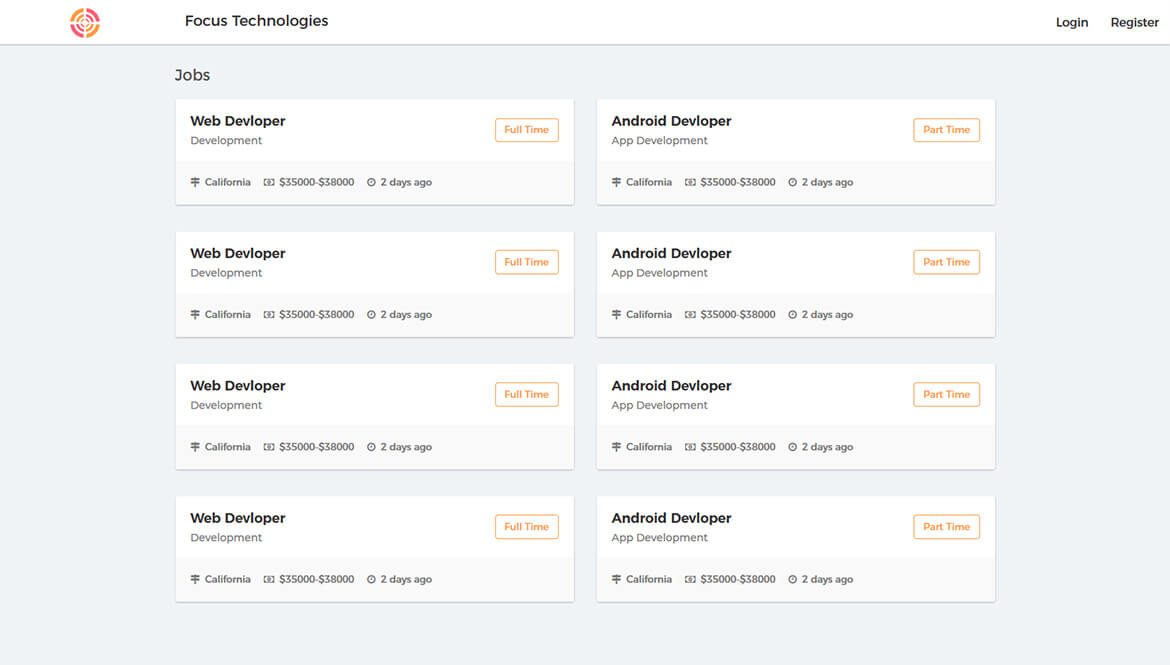 Focus Technologies
Login Register
Jobs
Web Devloper
Development
Full Time
California $35000-$38000 2 days ago
Android Devloper
App Development
Part Time
California $35000-$38000 2 days ago
Web Devloper
Development
Full Time
California $35000-$38000 2 days ago
Android Devloper
App Development
Part Time
California $35000-$38000 2 days ago
Web Devloper
Development
Full Time
California $35000-$38000 2 days ago
Android Devloper
App Development
Part Time
California $35000-$38000 2 days ago
Web Devloper
Development
Full Time
California $35000-$38000 2 days ago
Android Devloper
App Development
Part Time
California $35000-$38000 2 days ago